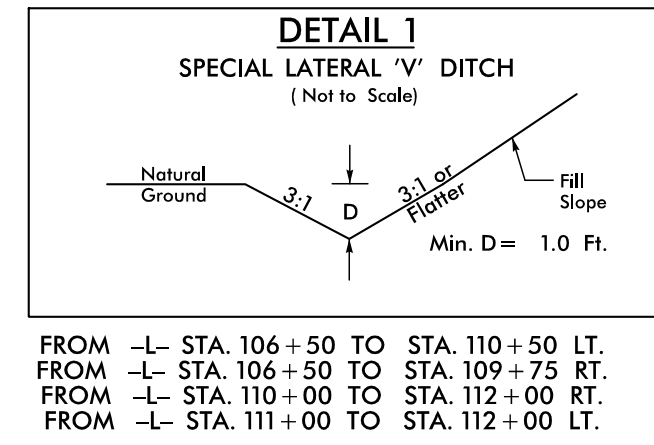 DETAIL 1
SPECIAL LATERAL 'V' DITCH
( Not to Scale)
Natural
Ground
3:1
D
3:1 or
Flatter
Fill
Slope
Min. D = 1.0 Ft.
FROM -L- STA. 106+50 TO STA. 110+50 LT.
FROM -L- STA. 106+50 TO STA. 109+75 RT.
FROM -L- STA. 110+00 TO STA. 112+00 RT.
FROM -L- STA. 111+00 TO STA. 112+00 LT.